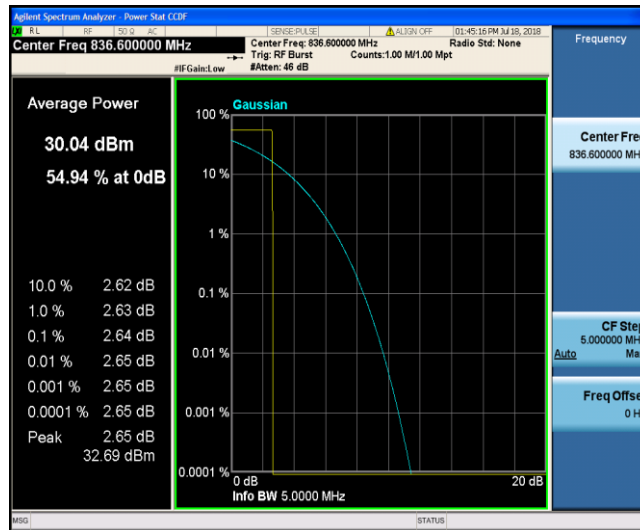 Agilent Spectrum Analyzer - Power Stat CCDF
RL RF 50 Ω AC SENSE:PULSE ALIGN OFF 01:45:16 PM Jul 18, 2018
Center Freq 836.600000 MHz
Center Freq: 836.600000 MHz Radio Std: None
Trig: RF Burst Counts:1.00 M/1.00 Mpt
#IFGain:Low #Atten: 46 dB
Frequency
Center Fre
836.600000 MH
CF Step
5.000000 MH
Auto Ma
Freq Offse
0 H
Average Power
30.04 dBm
54.94 % at 0dB
10.0 % 2.62 dB
1.0 % 2.63 dB
0.1 % 2.64 dB
0.01 % 2.65 dB
0.001 % 2.65 dB
0.0001 % 2.65 dB
Peak 2.65 dB
32.69 dBm
Gaussian
100 %
10 %
1 %
0.1 %
0.01 %
0.001 %
0.0001 %
0 dB 20 dB
Info BW 5.0000 MHz
MSG STATUS